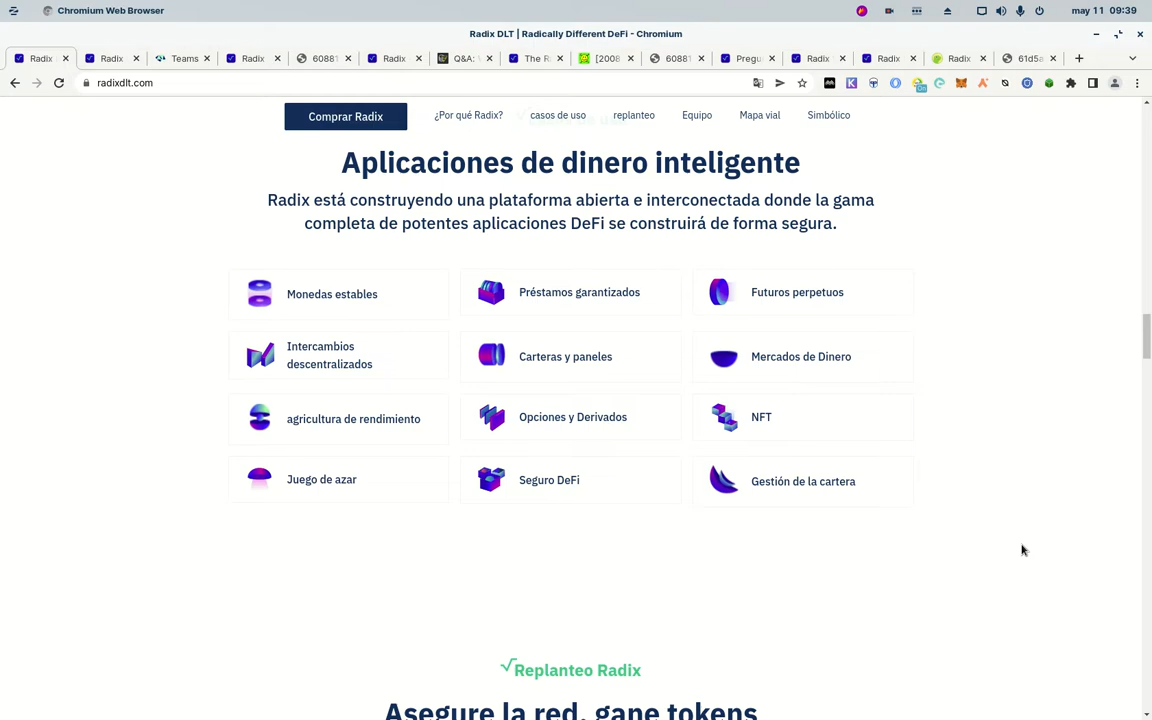 Chromium Web Browser
may 11 09:39
Radix DLT | Radically Different DeFi - Chromium
Radix
Radix
Teams
Radix
6088
Radix
Q&A:
The R
[2008
6088
Pregu
Radix
Radix
Radix
61d5a
radixdlt.com
On
Comprar Radix
¿Por qué Radix?
casos de uso
replanteo
Equipo
Mapa vial
Simbólico
Aplicaciones de dinero inteligente
Radix está construyendo una plataforma abierta e interconectada donde la gama
completa de potentes aplicaciones DeFi se construirá de forma segura.
Monedas estables
Préstamos garantizados
Futuros perpetuos
Intercambios
descentralizados
Carteras y paneles
Mercados de Dinero
agricultura de rendimiento
Opciones y Derivados
NFT
Juego de azar
Seguro DeFi
Gestión de la cartera
Replanteo Radix
Asegure la red, gane tokens